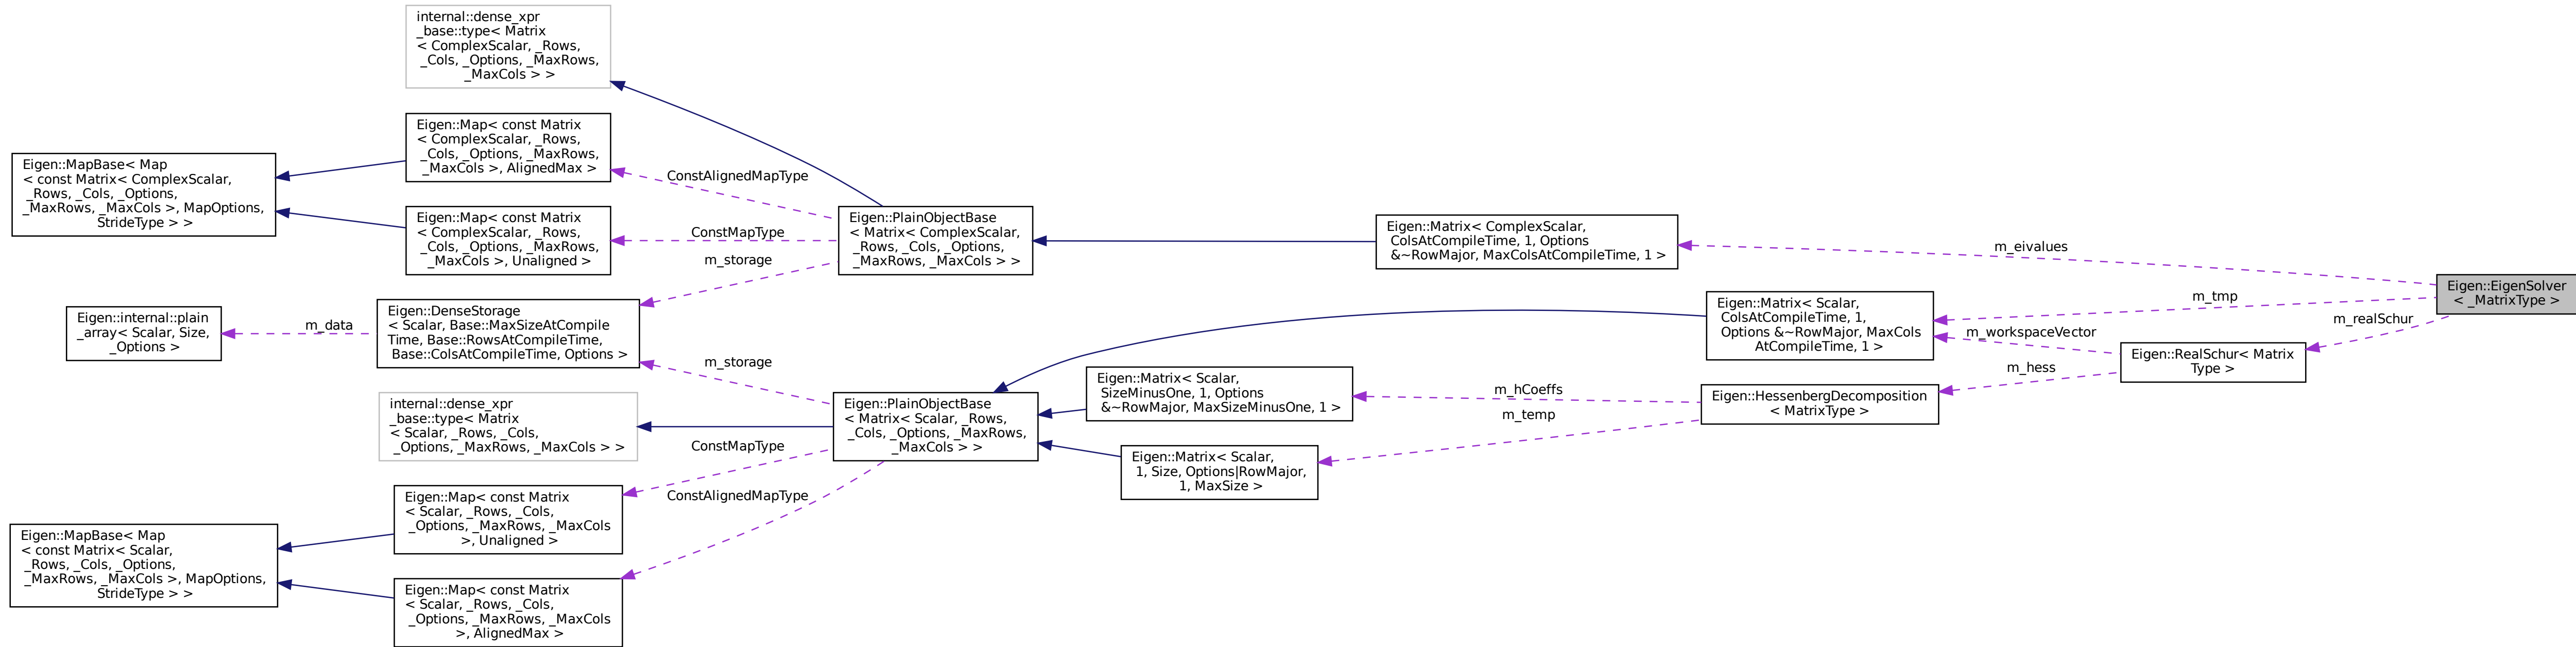 internal::dense_xpr
_base::type< Matrix
< ComplexScalar, _Rows,
_Cols, _Options, _MaxRows,
_MaxCols > >
Eigen::Map< const Matrix
< ComplexScalar, _Rows,
_Cols, _Options, _MaxRows,
_MaxCols >, AlignedMax >
Eigen::MapBase< Map
< const Matrix< ComplexScalar,
_Rows, _Cols, _Options,
_MaxRows, _MaxCols >, MapOptions,
StrideType > >
Eigen::Map< const Matrix
< ComplexScalar, _Rows,
_Cols, _Options, _MaxRows,
_MaxCols >, Unaligned >
ConstAlignedMapType
ConstMapType
m_storage
Eigen::PlainObjectBase
< Matrix< ComplexScalar,
_Rows, _Cols, _Options,
_MaxRows, _MaxCols > >
Eigen::Matrix< ComplexScalar,
ColsAtCompileTime, 1, Options
&~RowMajor, MaxColsAtCompileTime, 1 >
m_eivalues
Eigen::EigenSolver
< _MatrixType >
m_tmp
m_realSchur
Eigen::internal::plain
_array< Scalar, Size,
_Options >
m_data
Eigen::DenseStorage
< Scalar, Base::MaxSizeAtCompile
Time, Base::RowsAtCompileTime,
Base::ColsAtCompileTime, Options >
m_storage
Eigen::Matrix< Scalar,
ColsAtCompileTime, 1,
Options &~RowMajor, MaxCols
AtCompileTime, 1 >
m_workspaceVector
m_hess
Eigen::RealSchur< Matrix
Type >
internal::dense_xpr
_base::type< Matrix
< Scalar, _Rows, _Cols,
_Options, _MaxRows, _MaxCols > >
ConstMapType
ConstAlignedMapType
Eigen::PlainObjectBase
< Matrix< Scalar, _Rows,
_Cols, _Options, _MaxRows,
_MaxCols > >
Eigen::Matrix< Scalar,
SizeMinusOne, 1, Options
&~RowMajor, MaxSizeMinusOne, 1 >
m_hCoeffs
m_temp
Eigen::HessenbergDecomposition
< MatrixType >
Eigen::Matrix< Scalar,
1, Size, Options|RowMajor,
1, MaxSize >
Eigen::Map< const Matrix
< Scalar, _Rows, _Cols,
_Options, _MaxRows, _MaxCols
>, Unaligned >
Eigen::MapBase< Map
< const Matrix< Scalar,
_Rows, _Cols, _Options,
_MaxRows, _MaxCols >, MapOptions,
StrideType > >
Eigen::Map< const Matrix
< Scalar, _Rows, _Cols,
_Options, _MaxRows, _MaxCols
>, AlignedMax >